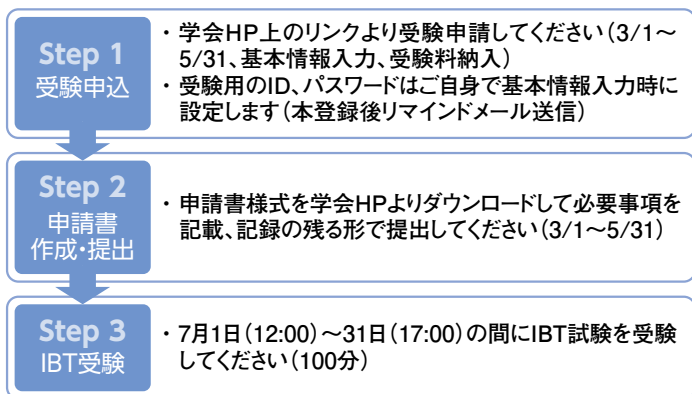 Step 1
受験申込
・ 学会HP上のリンクより受験申請してください(3/1～
5/31、基本情報入力、受験料納入)
・ 受験用のID、パスワードはご自身で基本情報入力時に
設定します(本登録後リマインドメール送信)
Step 2
申請書
作成・提出
・ 申請書様式を学会HPよりダウンロードして必要事項を
記載、記録の残る形で提出してください(3/1～5/31)
Step 3
IBT受験
・ 7月1日(12:00)～31日(17:00)の間にIBT試験を受験
してください(100分)